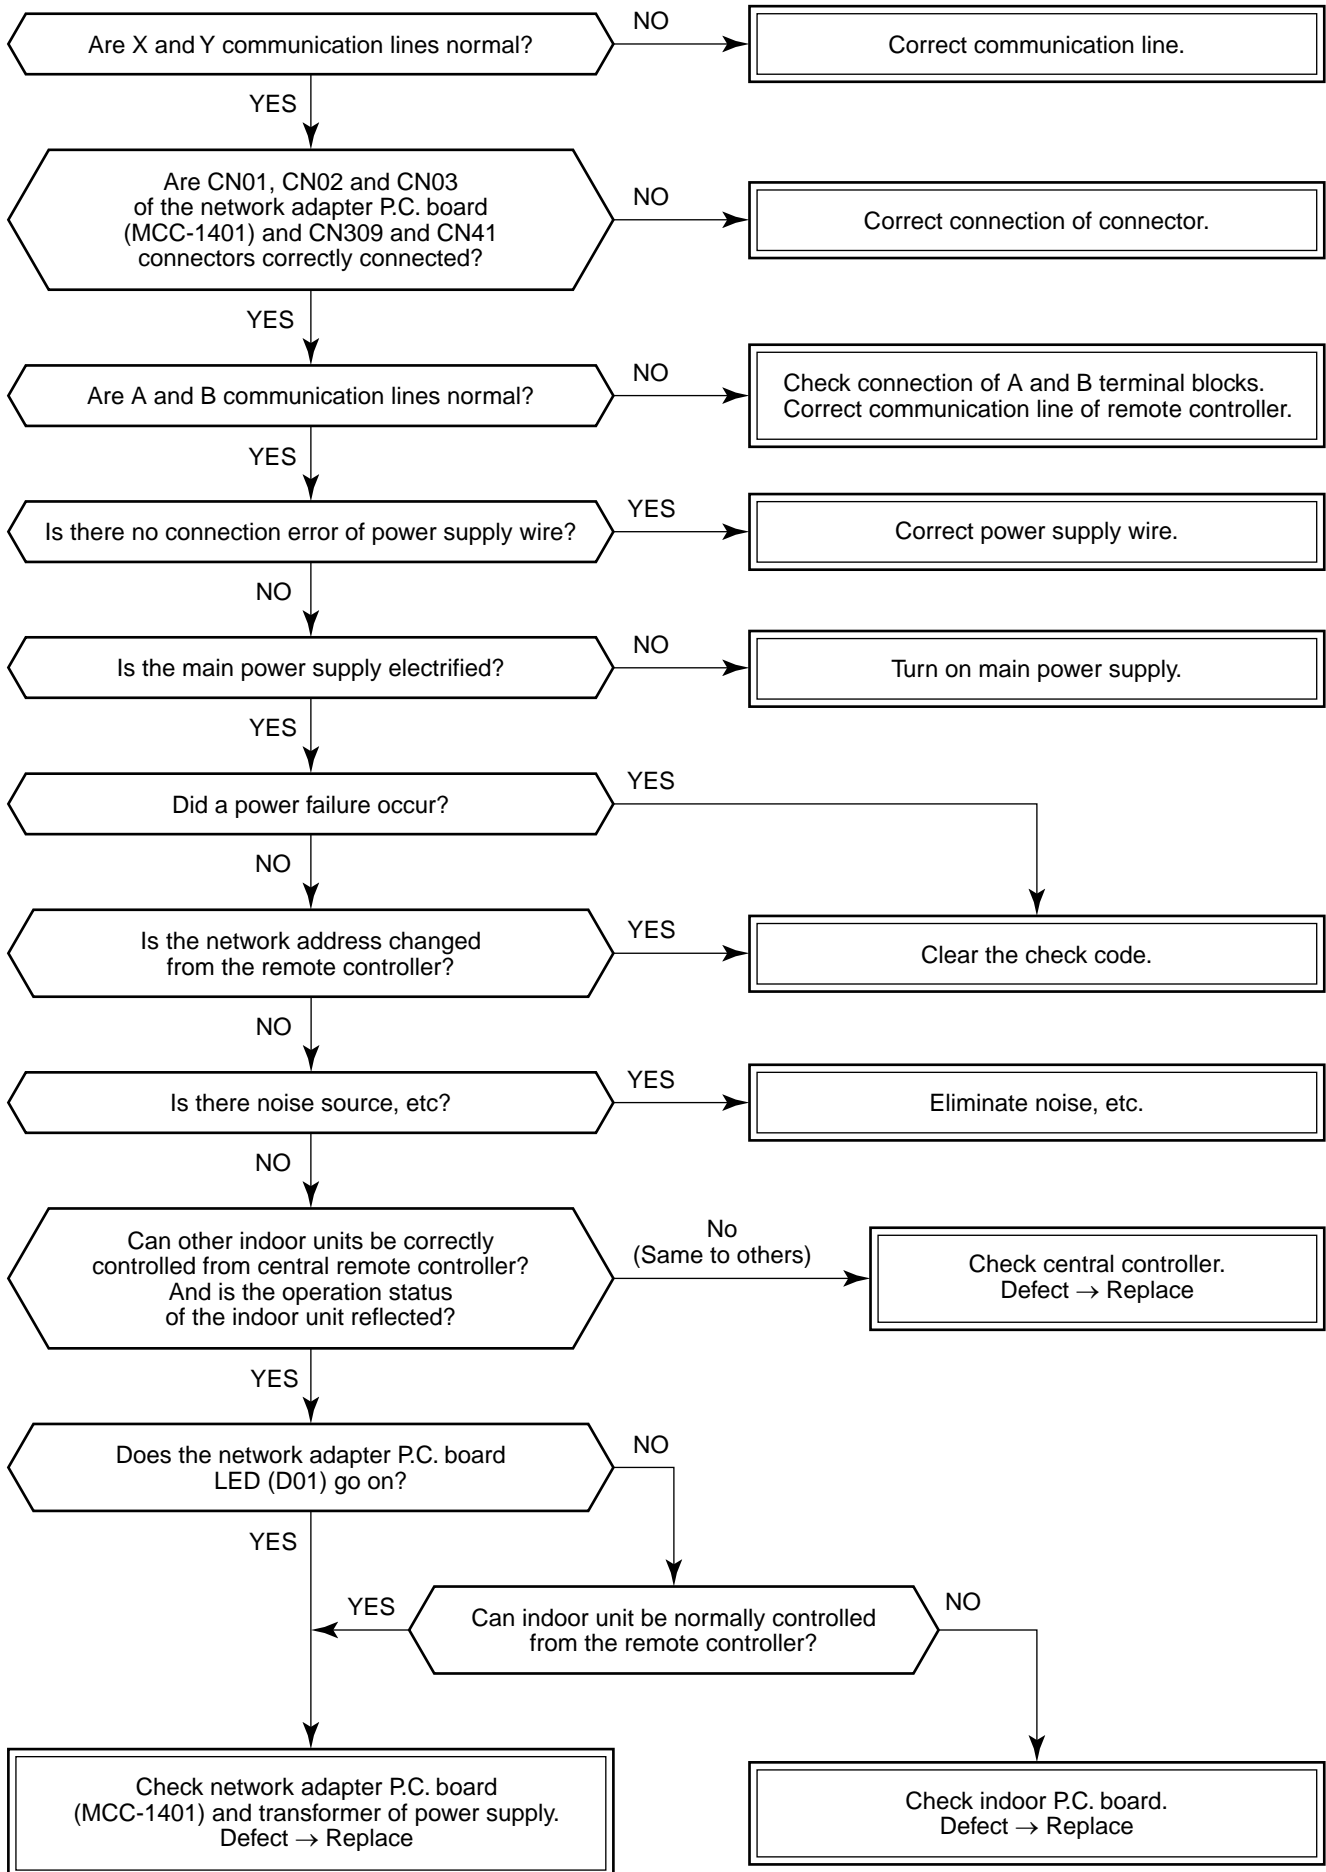 Are X and Y communication lines normal?
NO
Correct communication line.
YES
Are CN01, CN02 and CN03
of the network adapter P.C. board
(MCC-1401) and CN309 and CN41
connectors correctly connected?
NO
Correct connection of connector.
YES
Are A and B communication lines normal?
NO
Check connection of A and B terminal blocks.
Correct communication line of remote controller.
YES
Is there no connection error of power supply wire?
YES
Correct power supply wire.
NO
Is the main power supply electrified?
NO
Turn on main power supply.
YES
Did a power failure occur?
YES
NO
Is the network address changed
from the remote controller?
YES
Clear the check code.
NO
Is there noise source, etc?
YES
Eliminate noise, etc.
NO
Can other indoor units be correctly
controlled from central remote controller?
And is the operation status
of the indoor unit reflected?
No
(Same to others)
Check central controller.
Defect → Replace
YES
Does the network adapter P.C. board
LED (D01) go on?
NO
YES
YES
Can indoor unit be normally controlled
from the remote controller?
NO
Check network adapter P.C. board
(MCC-1401) and transformer of power supply.
Defect → Replace
Check indoor P.C. board.
Defect → Replace